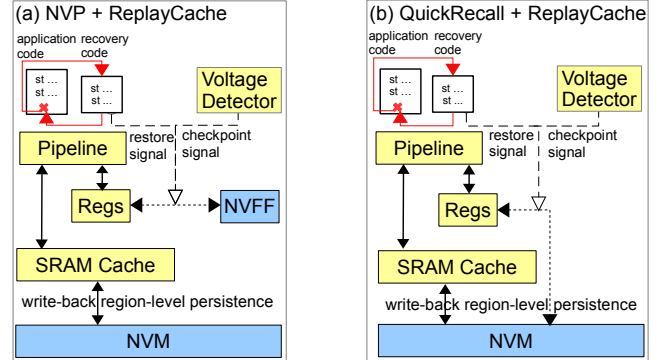 (a) NVP + ReplayCache
application
code
recovery
code
st ...
st ...
st ...
st ...
Voltage
Detector
restore
signal
checkpoint
signal
Pipeline
Regs
NVFF
SRAM Cache
write-back region-level persistence
NVM
(b) QuickRecall + ReplayCache
application
code
recovery
code
st ...
st ...
st ...
st ...
Voltage
Detector
restore
signal
checkpoint
signal
Pipeline
Regs
SRAM Cache
write-back region-level persistence
NVM